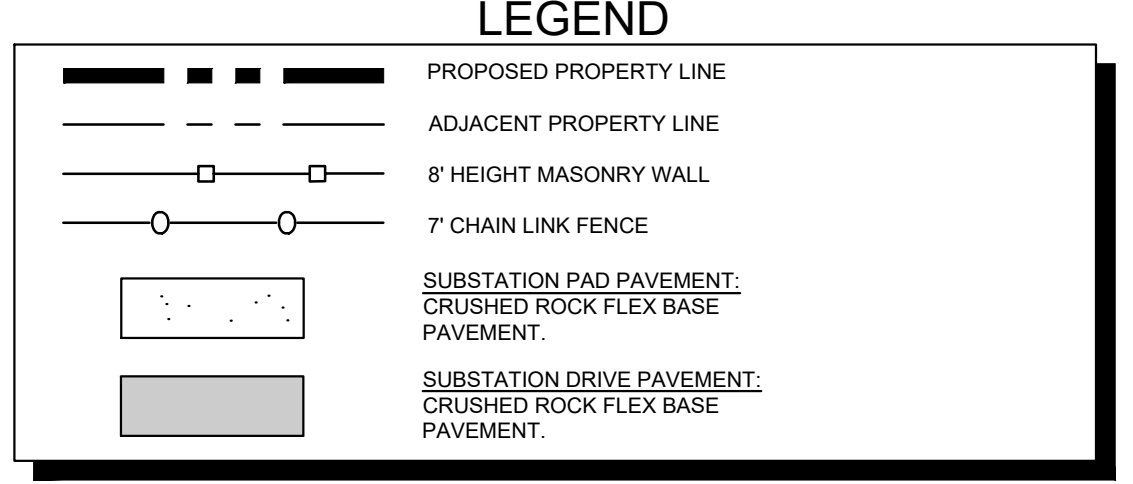 LEGEND
PROPOSED PROPERTY LINE
ADJACENT PROPERTY LINE
8' HEIGHT MASONRY WALL
7' CHAIN LINK FENCE
SUBSTATION PAD PAVEMENT:
CRUSHED ROCK FLEX BASE
PAVEMENT.
SUBSTATION DRIVE PAVEMENT:
CRUSHED ROCK FLEX BASE
PAVEMENT.